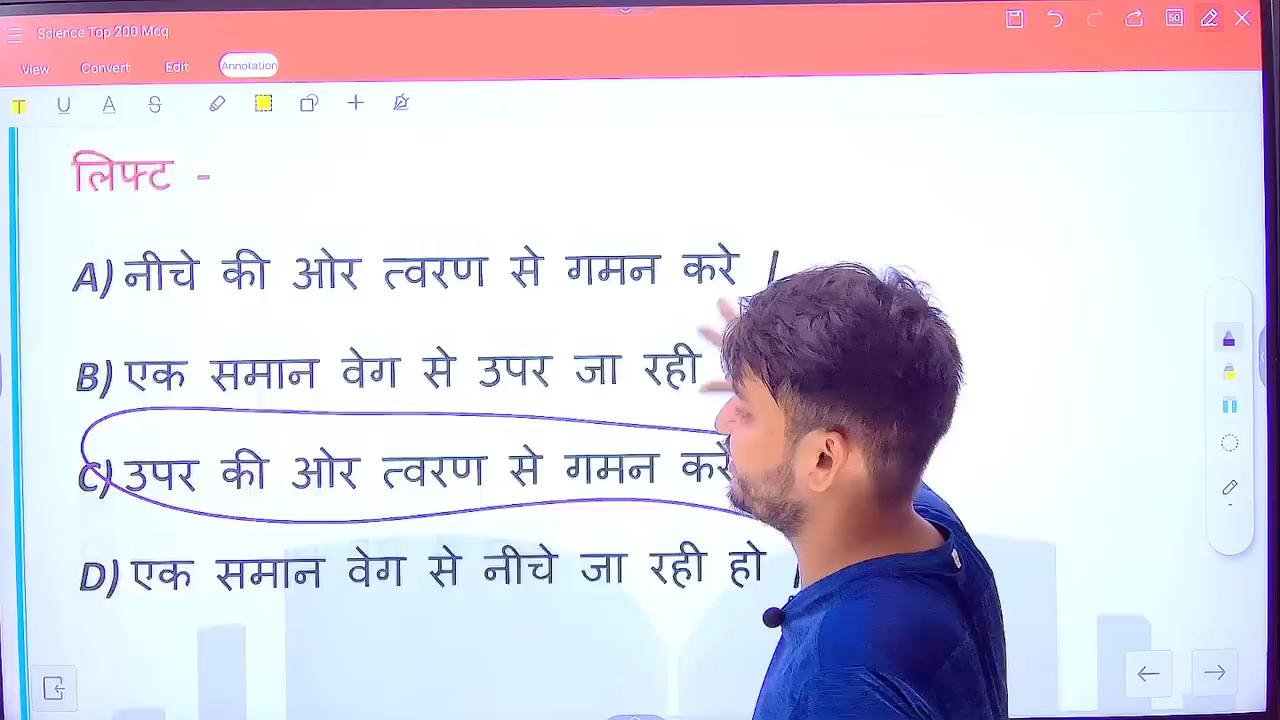 Science Top 200 Mcq
50
View Convert Edit Annotation
T U A S
लिफ्ट -
A) नीचे की ओर त्वरण से गमन करे |
B) एक समान वेग से उपर जा रही
C) उपर की ओर त्वरण से गमन करे
D) एक समान वेग से नीचे जा रही हो |